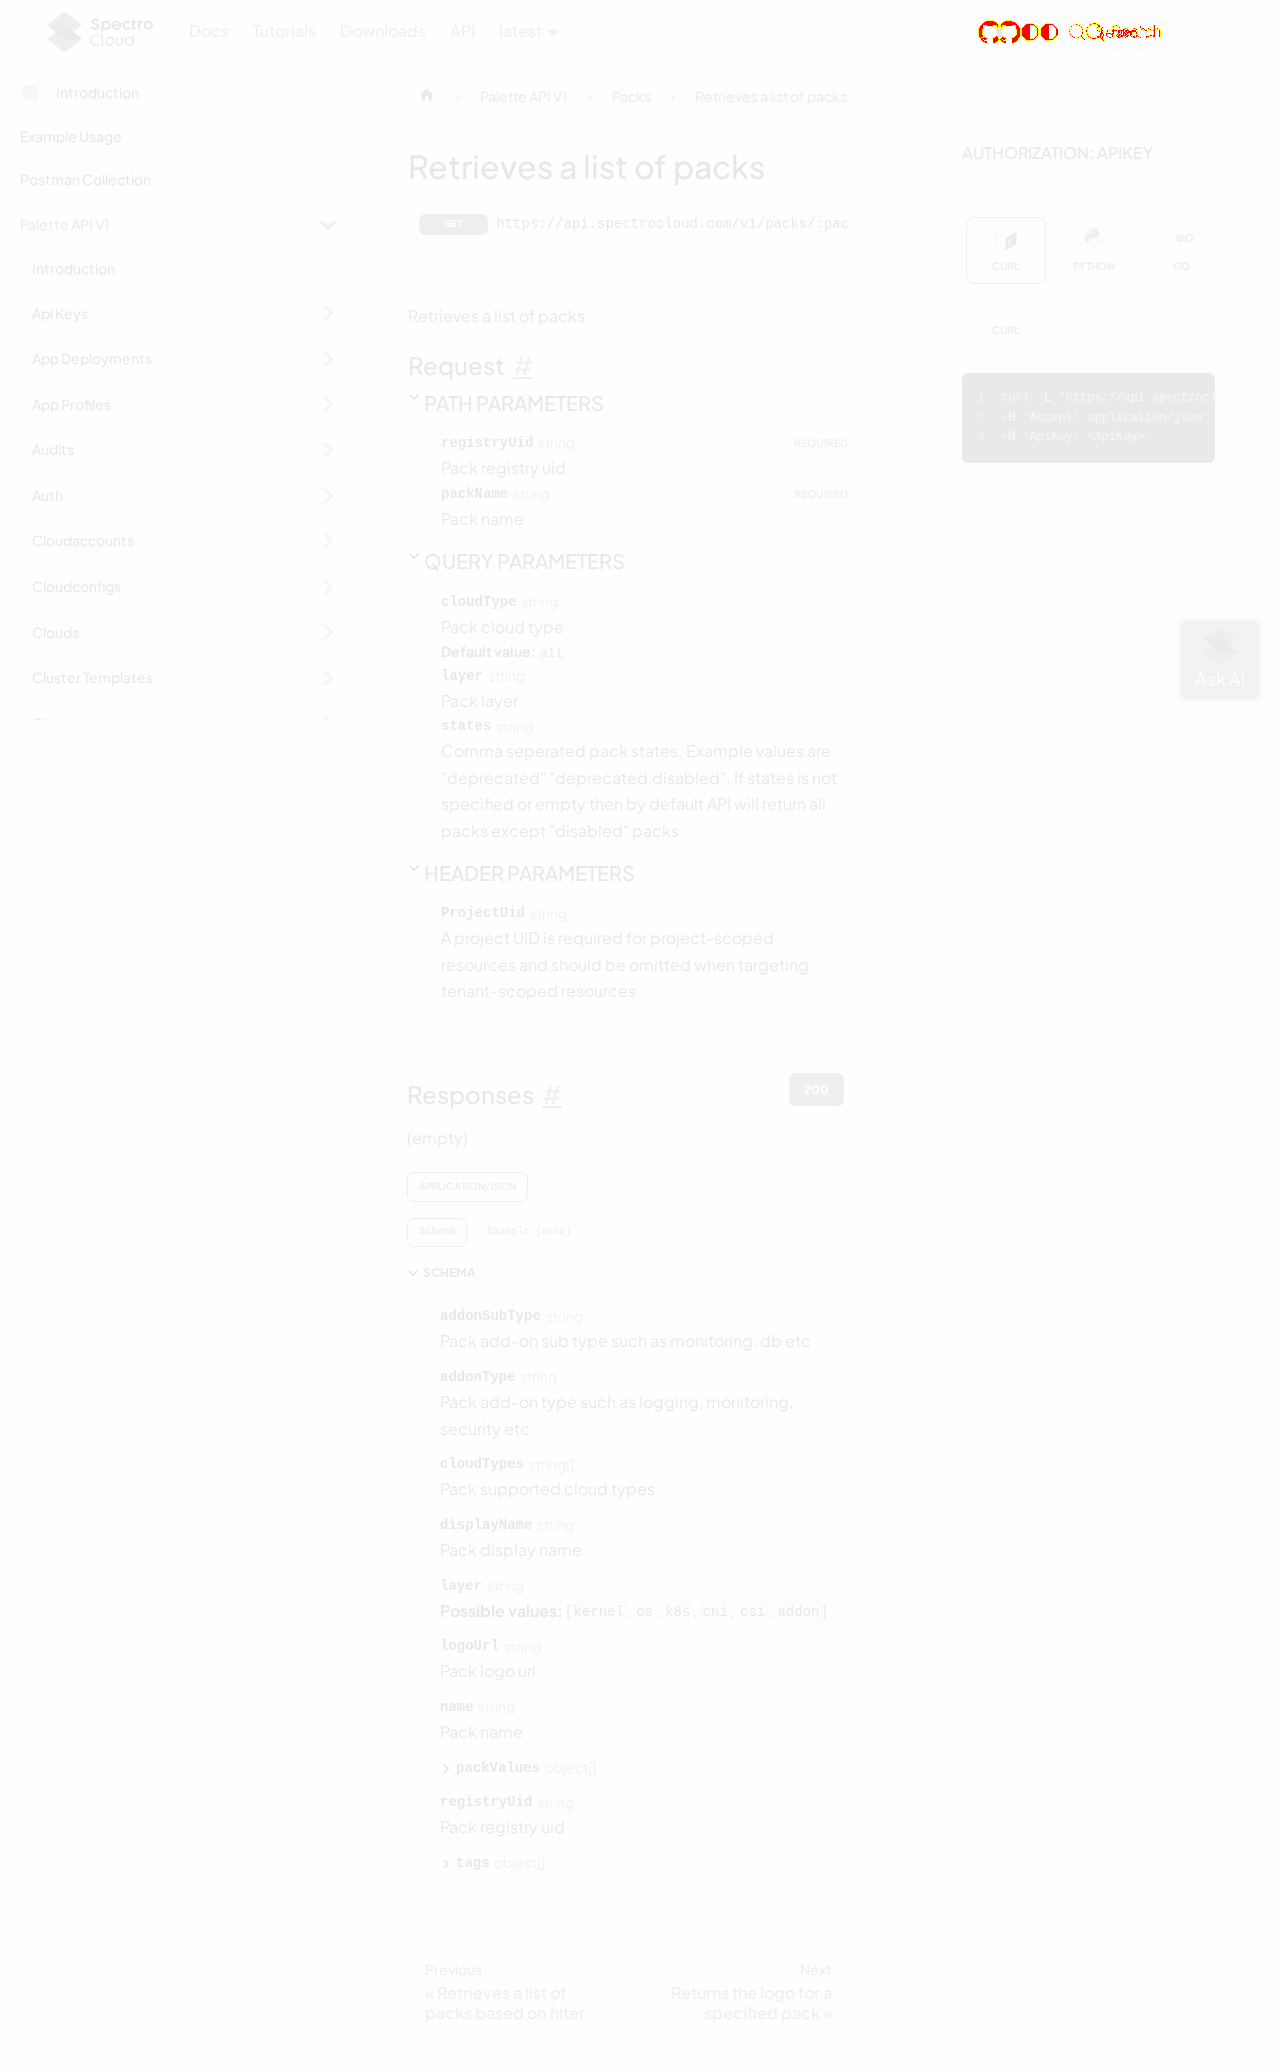 Spectro
Cloud
Docs
Tutorials
Downloads
API
latest
Introduction
Example Usage
Postman Collection
Palette API V1
Introduction
Api Keys
App Deployments
App Profiles
Audits
Auth
Cloudaccounts
Cloudconfigs
Clouds
Cluster Templates
Palette API V1
Packs
Retrieves a list of packs
Retrieves a list of packs
GET https://api.spectrocloud.com/v1/packs/:pac
Retrieves a list of packs
Request #
PATH PARAMETERS
registryUid string REQUIRED
Pack registry uid
packName string REQUIRED
Pack name
QUERY PARAMETERS
cloudType string
Pack cloud type
Default value: all
layer string
Pack layer
states string
Comma seperated pack states. Example values are
"deprecated" "deprecated,disabled". If states is not
specified or empty then by default API will return all
packs except "disabled" packs
HEADER PARAMETERS
ProjectUid string
A project UID is required for project-scoped
resources and should be omitted when targeting
tenant-scoped resources
Responses #
200
(empty)
APPLICATION/JSON
Schema Example (auto)
SCHEMA
addonSubType string
Pack add-on sub type such as monitoring, db etc
addonType string
Pack add-on type such as logging, monitoring,
security etc
cloudTypes string[]
Pack supported cloud types
displayName string
Pack display name
layer string
Possible values: [kernel, os, k8s, cni, csi, addon]
logoUrl string
Pack logo url
name string
Pack name
packValues object[]
registryUid string
Pack registry uid
tags object[]
Previous
« Retrieves a list of
packs based on filter
Next
Returns the logo for a
specified pack »
AUTHORIZATION: APIKEY
CURL
PYTHON
GO
GO
CURL
1 curl -L 'https://api.spectrocl
2 -H 'Accept: application/json'
3 -H 'ApiKey: <ApiKey>'
Ask AI